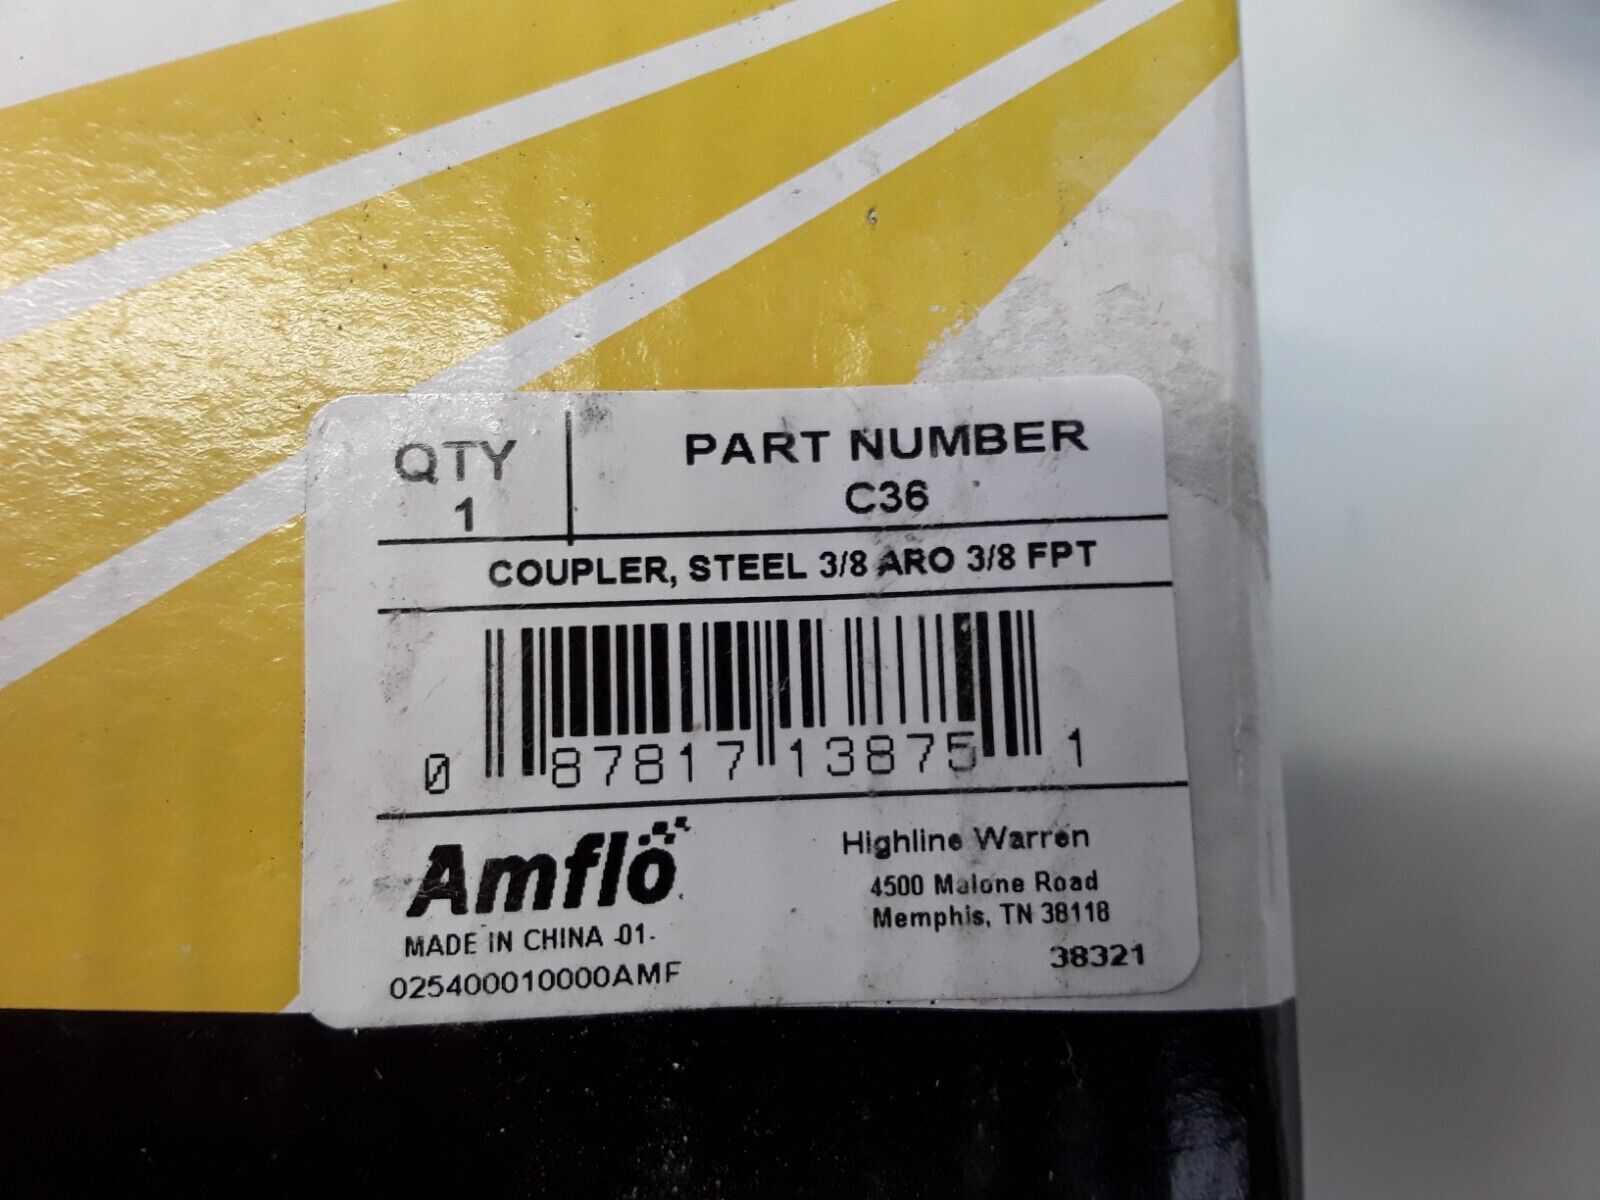 QTY
1
PART NUMBER
C36
COUPLER, STEEL 3/8 ARO 3/8 FPT
0 87817 13875 1
Amflo
MADE IN CHINA -01-
025400010000AMF
Highline Warren
4500 Malone Road
Memphis, TN 38118
38321